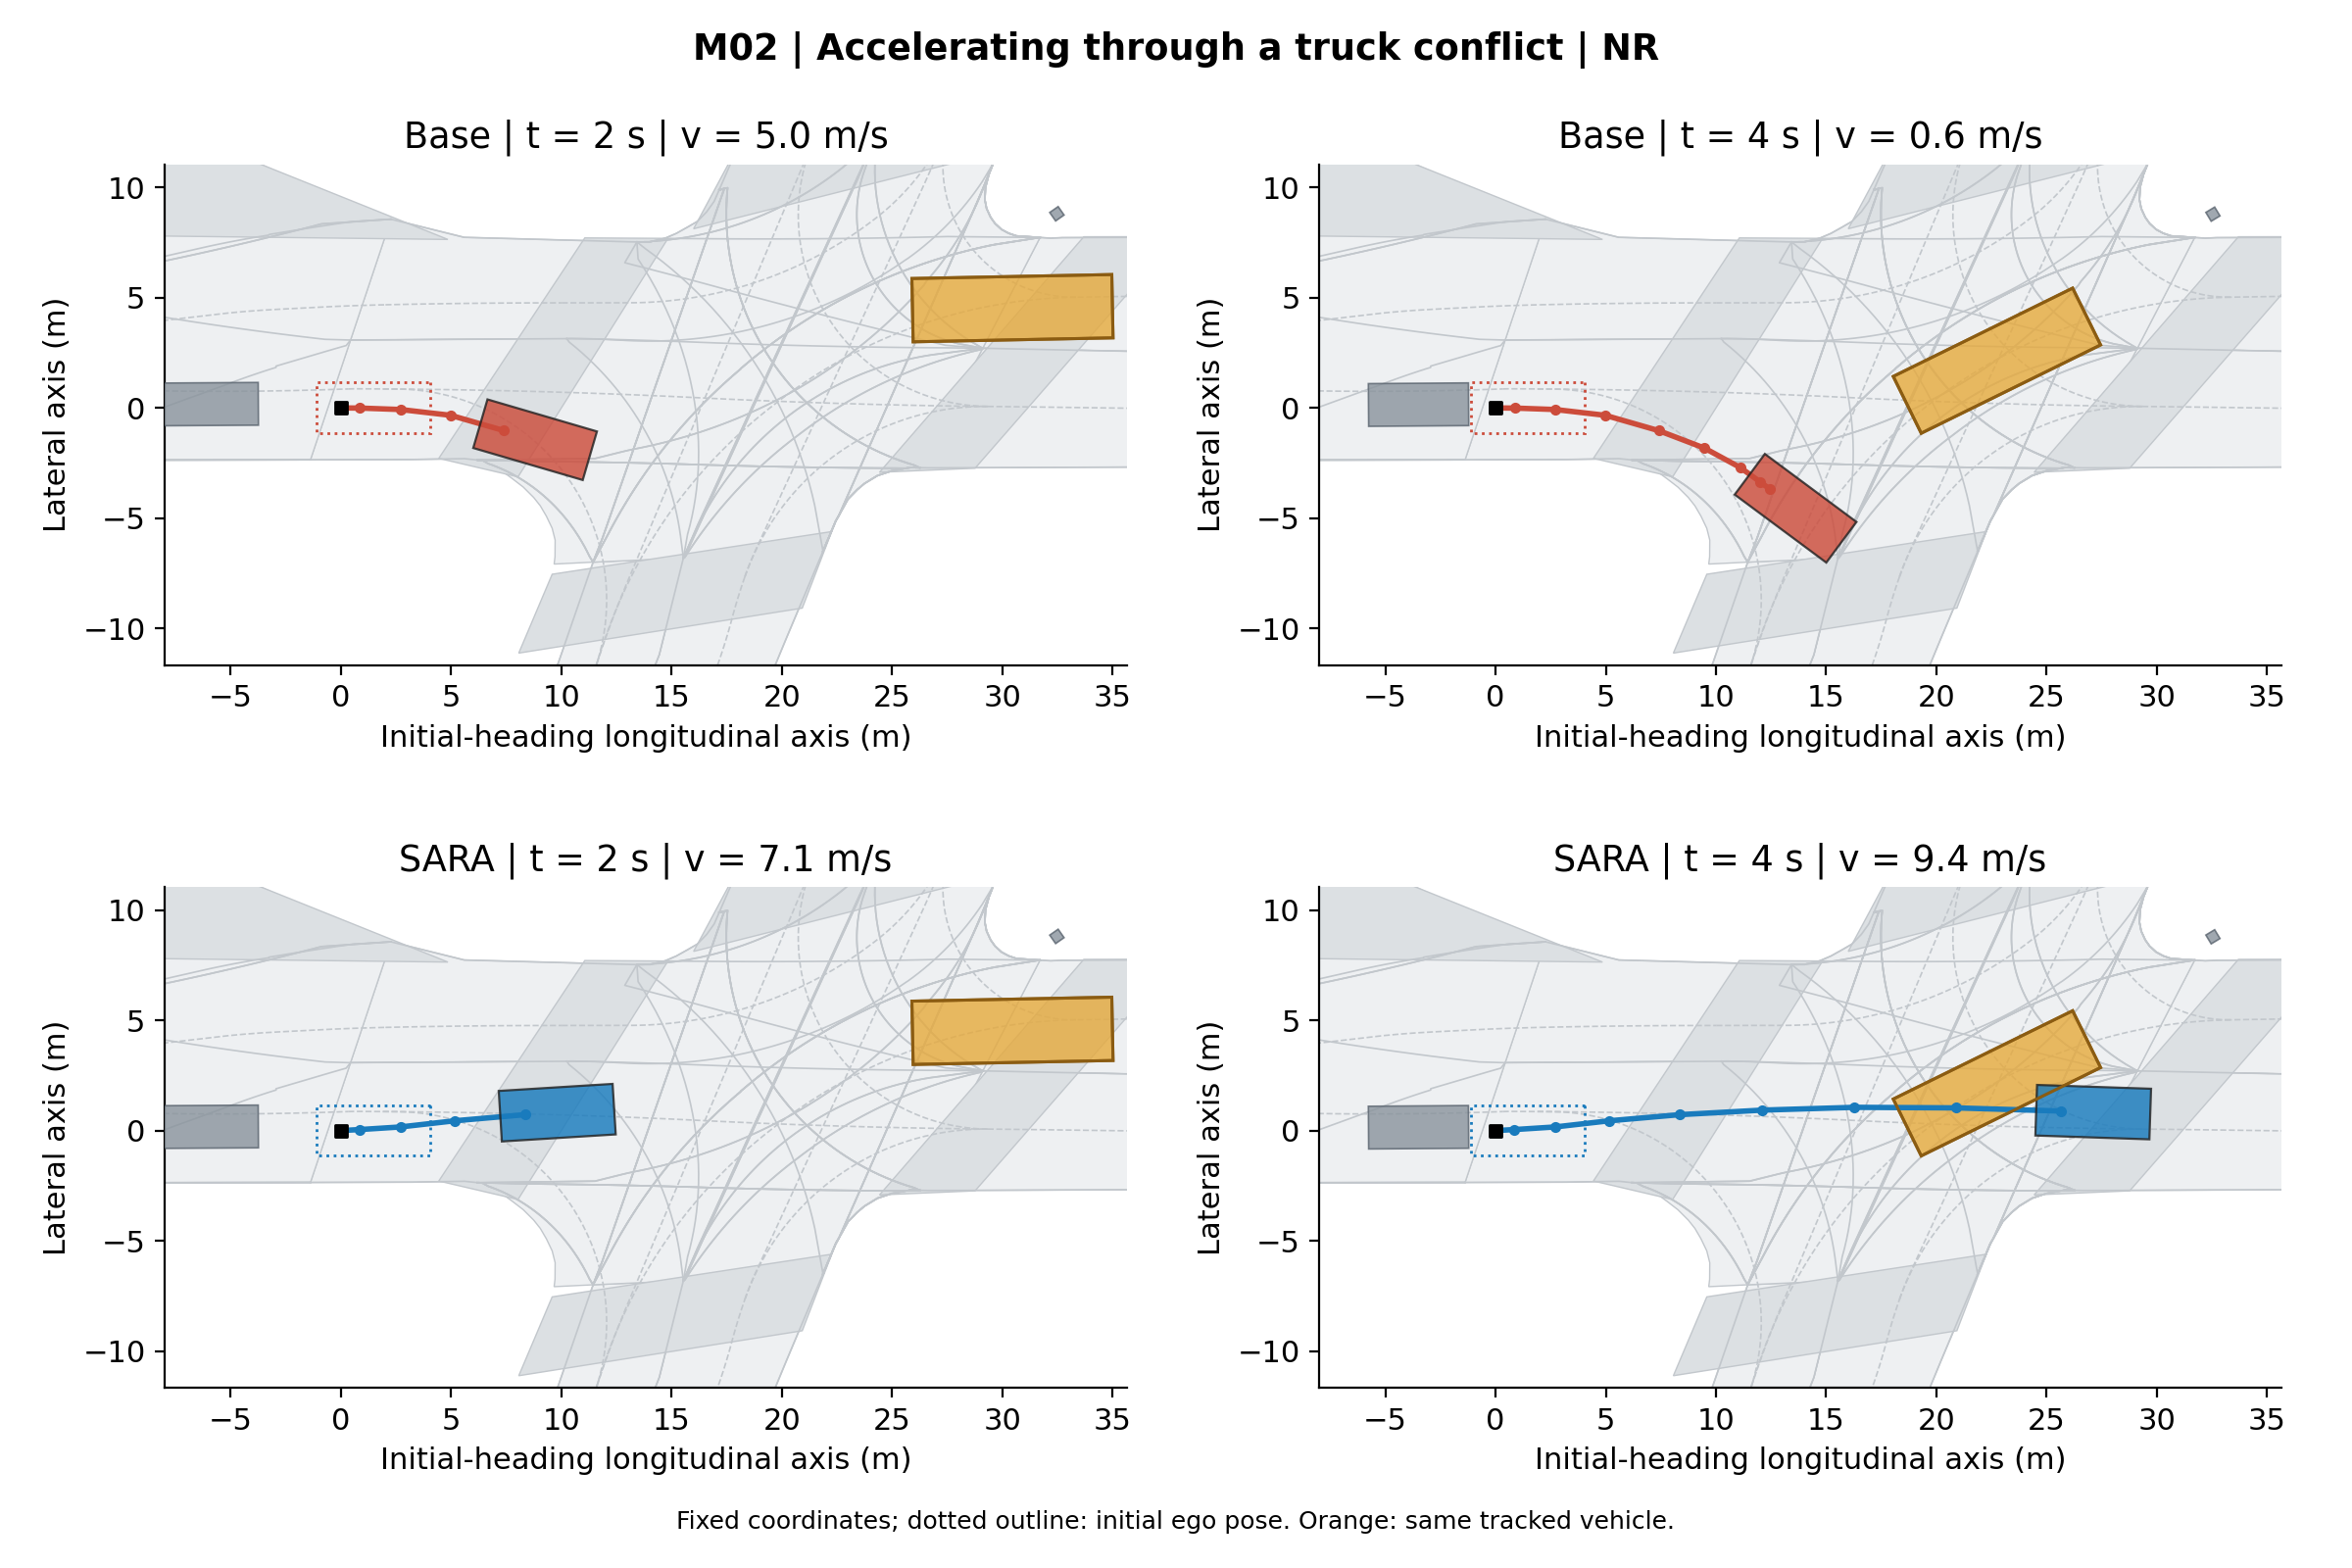 M02 | Accelerating through a truck conflict | NR
Base | t = 2 s | v = 5.0 m/s
10
5
0
−5
−10
Lateral axis (m)
−5 0 5 10 15 20 25 30 35
Initial-heading longitudinal axis (m)
Base | t = 4 s | v = 0.6 m/s
10
5
0
−5
−10
Lateral axis (m)
−5 0 5 10 15 20 25 30 35
Initial-heading longitudinal axis (m)
SARA | t = 2 s | v = 7.1 m/s
10
5
0
−5
−10
Lateral axis (m)
−5 0 5 10 15 20 25 30 35
Initial-heading longitudinal axis (m)
SARA | t = 4 s | v = 9.4 m/s
10
5
0
−5
−10
Lateral axis (m)
−5 0 5 10 15 20 25 30 35
Initial-heading longitudinal axis (m)
Fixed coordinates; dotted outline: initial ego pose. Orange: same tracked vehicle.